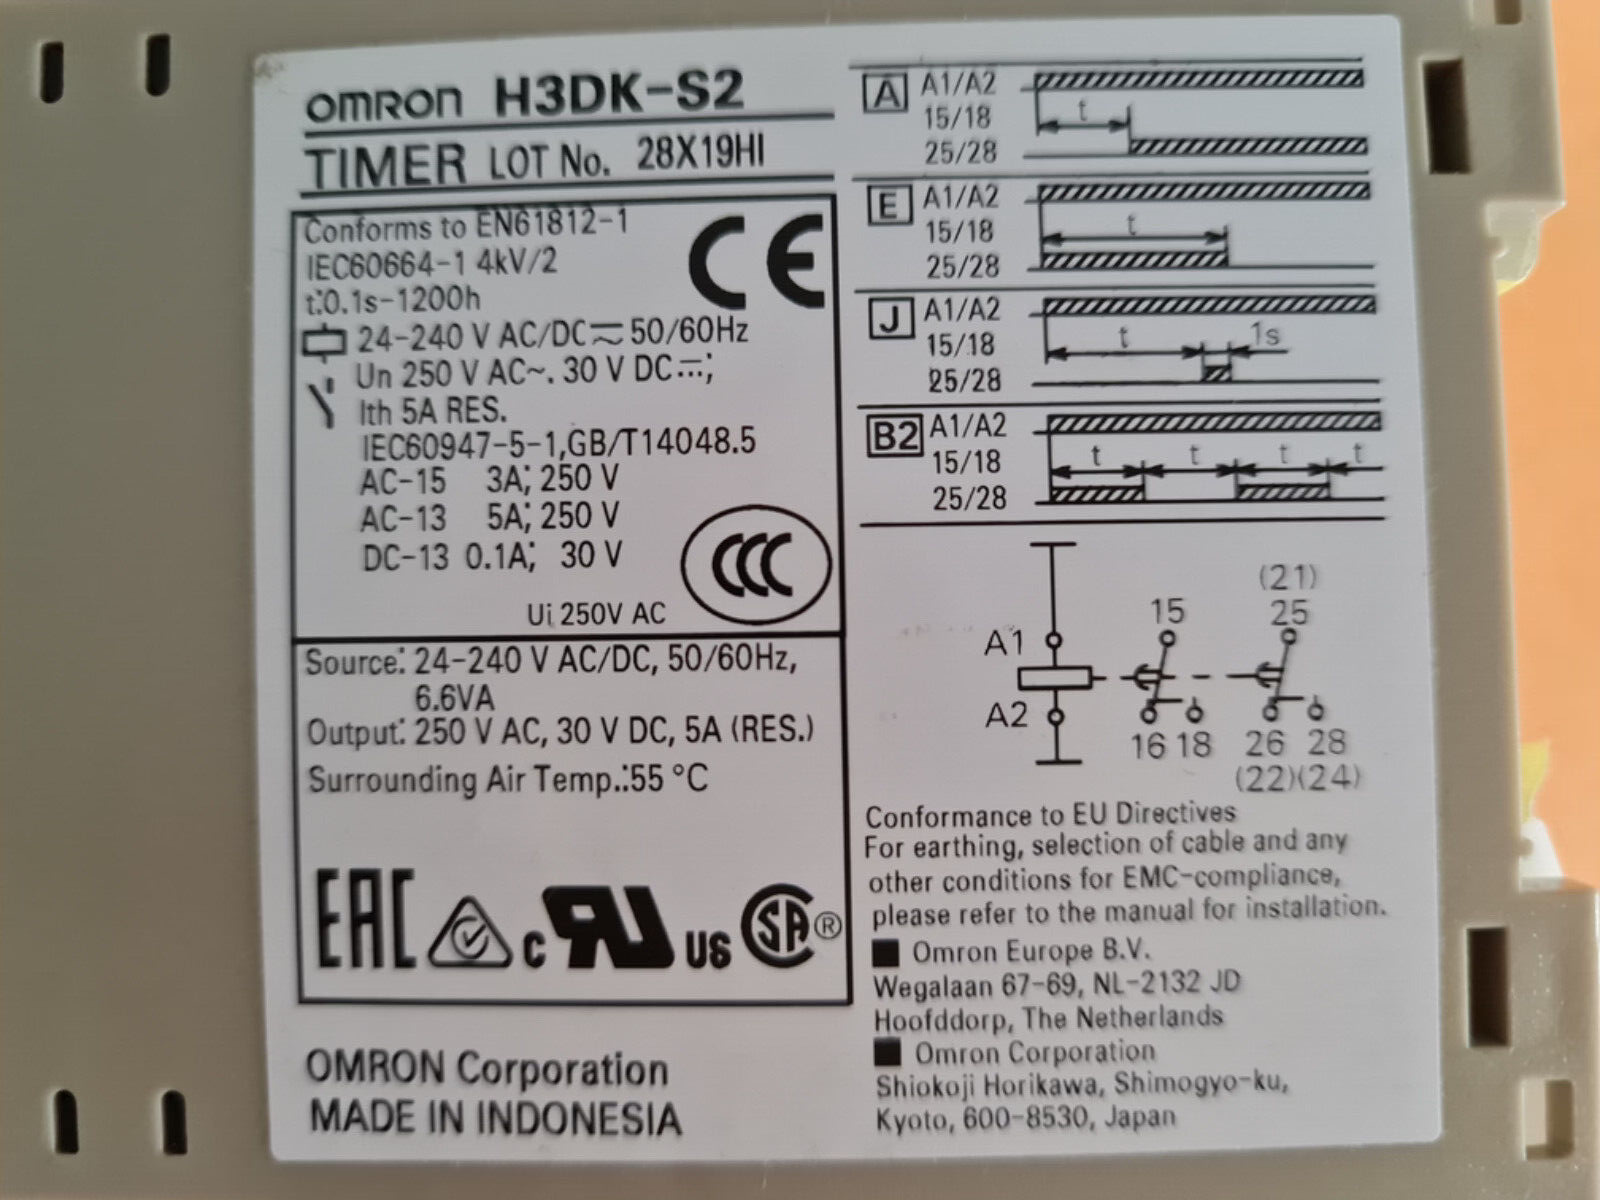 OMRON H3DK-S2
TIMER LOT No. 28X19HI
Conforms to EN61812-1
IEC60664-1 4kV/2
t:0.1s-1200h
CE
24-240 V AC/DC⎓ 50/60Hz
Un 250 V AC~. 30 V DC⎓;
Ith 5A RES.
IEC60947-5-1,GB/T14048.5
AC-15 3A; 250 V
AC-13 5A; 250 V
DC-13 0.1A; 30 V
CCC
Ui 250V AC
Source: 24-240 V AC/DC, 50/60Hz,
6.6VA
Output: 250 V AC, 30 V DC, 5A (RES.)
Surrounding Air Temp.:55 °C
EAC c RU US SA ®
OMRON Corporation
MADE IN INDONESIA
A A1/A2
15/18 t
25/28
E A1/A2
15/18 t
25/28
J A1/A2
15/18 t 1s
25/28
B2 A1/A2
15/18 t t t t
25/28
(21)
15 25
A1
A2
16 18 26 28
(22)(24)
Conformance to EU Directives
For earthing, selection of cable and any
other conditions for EMC-compliance,
please refer to the manual for installation.
■ Omron Europe B.V.
Wegalaan 67-69, NL-2132 JD
Hoofddorp, The Netherlands
■ Omron Corporation
Shiokoji Horikawa, Shimogyo-ku,
Kyoto, 600-8530, Japan